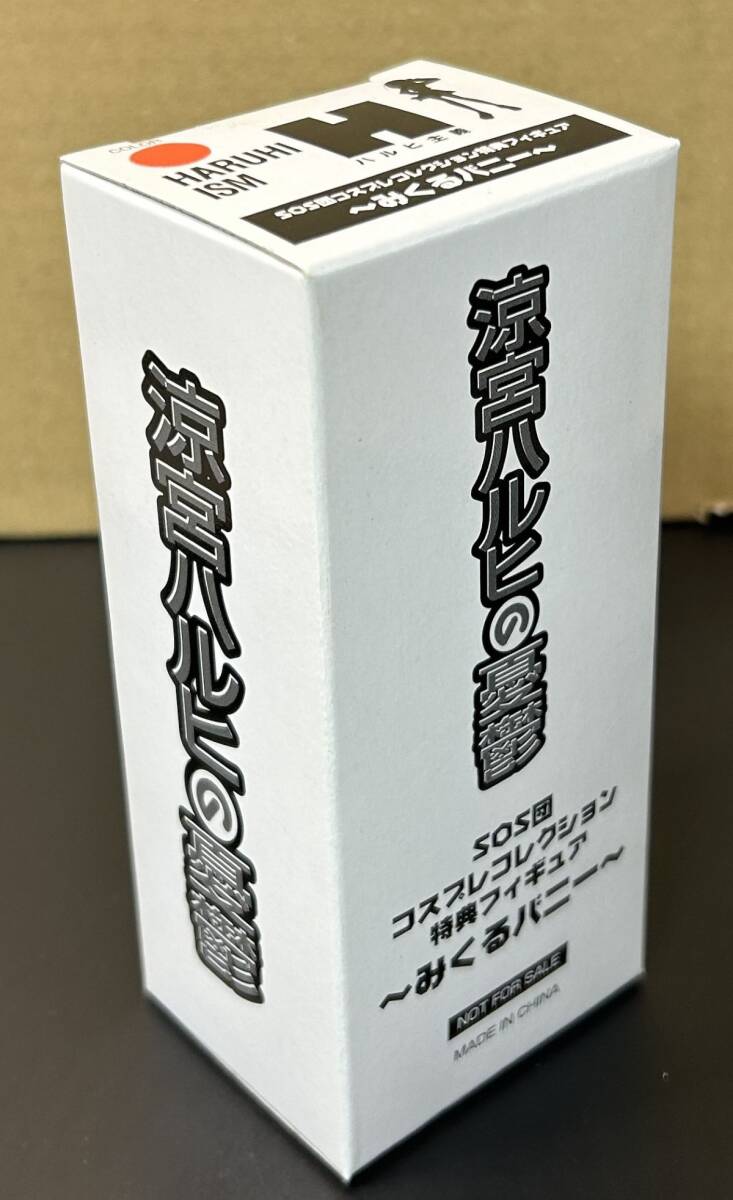 COLOR
HARUHI
ISM
ハルヒ主義
SOS団コスプレコレクション特典フィギュア
～みくるバニー～
涼宮ハルヒの憂鬱
涼宮ハルヒの憂鬱
SOS団
コスプレコレクション
特典フィギュア
～みくるバニー～
NOT FOR SALE
MADE IN CHINA